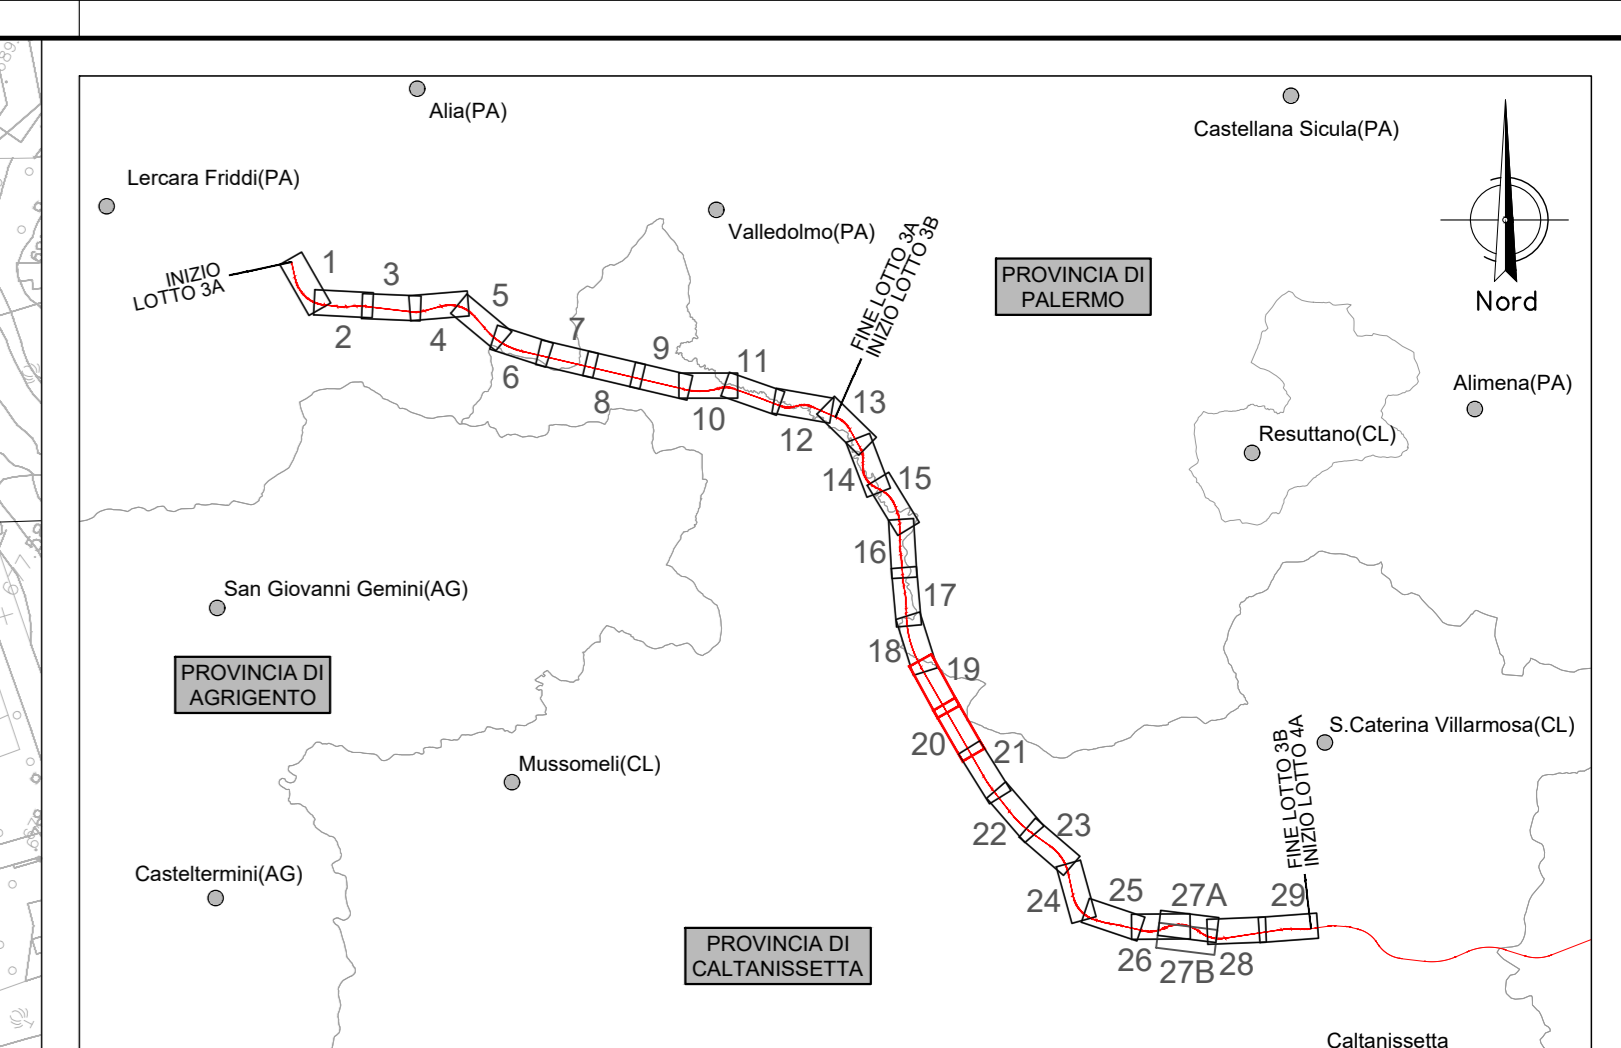 Alia(PA)
Castellana Sicula(PA)
Lercara Friddi(PA)
Valledolmo(PA)
INIZIO
LOTTO 3A
FINE LOTTO 3A
INIZIO LOTTO 3B
PROVINCIA DI
PALERMO
Nord
1
2
3
4
5
6
7
8
9
10
11
12
13
14
15
16
17
18
19
20
21
22
23
24
25
26
27A
27B
28
29
Alimena(PA)
Resuttano(CL)
San Giovanni Gemini(AG)
PROVINCIA DI
AGRIGENTO
S.Caterina Villarmosa(CL)
Mussomeli(CL)
FINE LOTTO 3B
INIZIO LOTTO 4A
Casteltermini(AG)
PROVINCIA DI
CALTANISSETTA
Caltanissetta